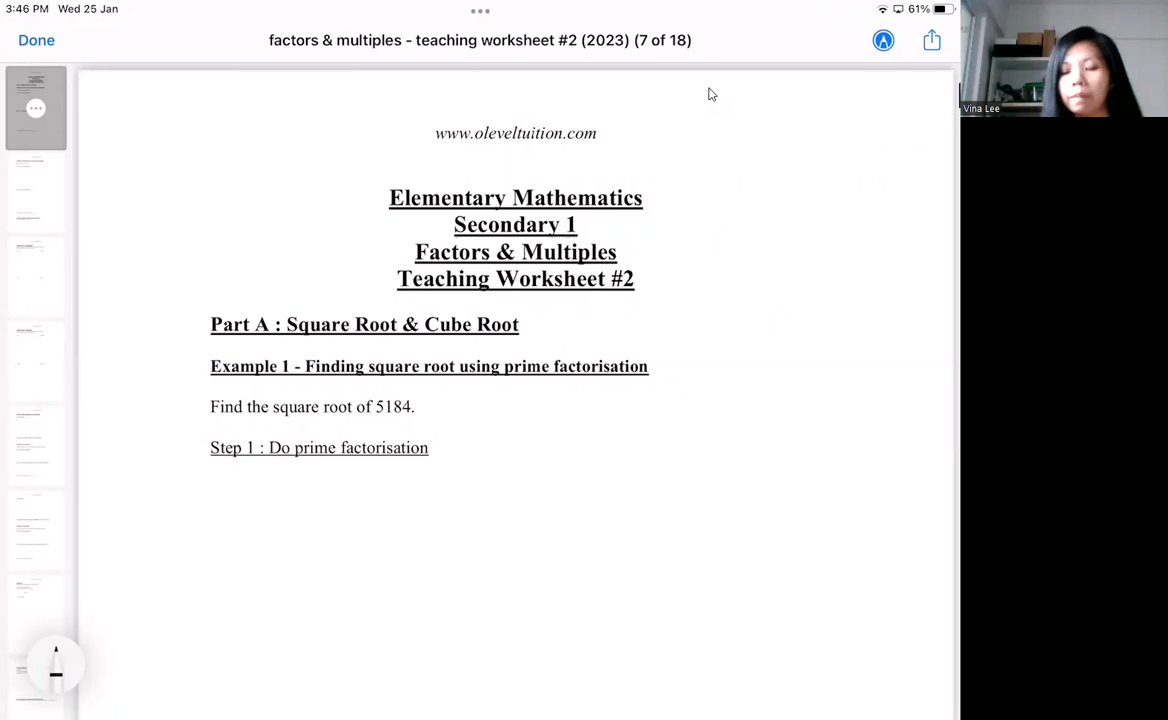 3:46 PM Wed 25 Jan
61%
Done
factors & multiples - teaching worksheet #2 (2023) (7 of 18)
Vina Lee
www.oleveltuition.com
Elementary Mathematics
Secondary 1
Factors & Multiples
Teaching Worksheet #2
Part A : Square Root & Cube Root
Example 1 - Finding square root using prime factorisation
Find the square root of 5184.
Step 1 : Do prime factorisation